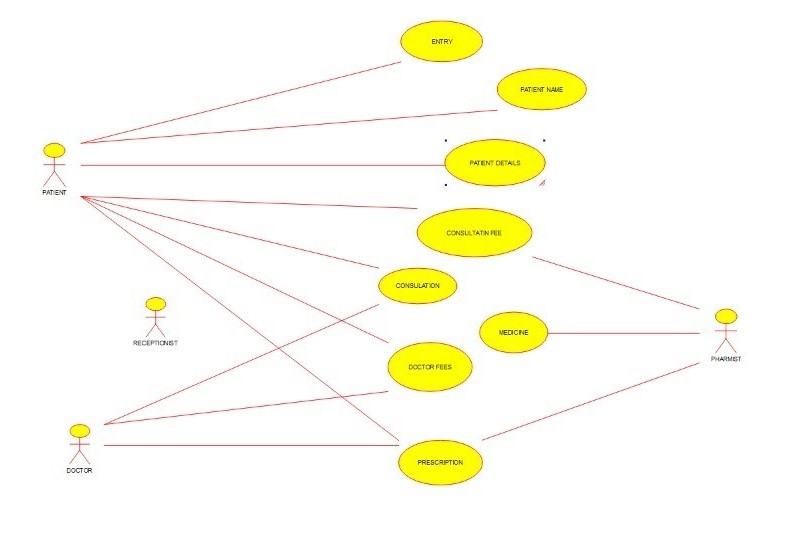 ENTRY
PATIENT NAME
PATIENT DETAILS
PATIENT
CONSULTATIN FEE
CONSULATION
MEDICINE
RECEPTIONIST
PHARMIST
DOCTOR FEES
PRESCRIPTION
DOCTOR